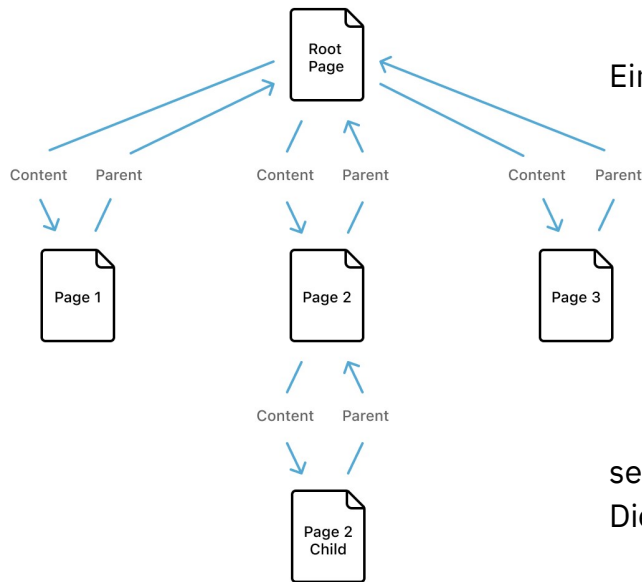 Root
Page
Content Parent
Content Parent
Content Parent
Page 1
Page 2
Page 3
Content Parent
Page 2
Child